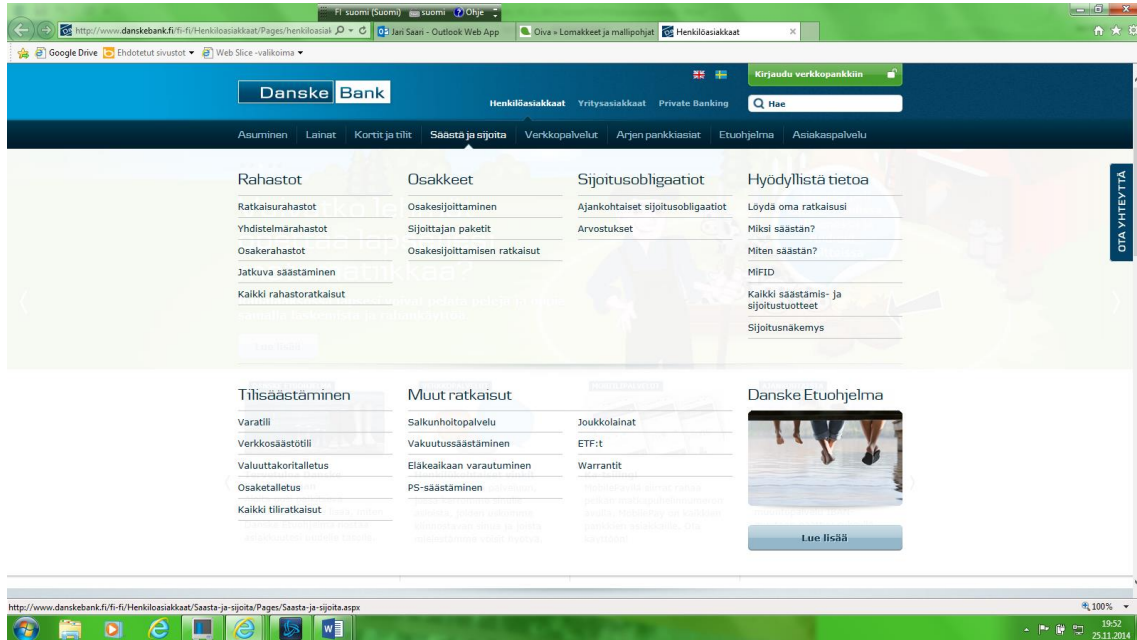 FI suomi (Suomi) suomi Ohje
http://www.danskebank.fi/fi-fi/Henkiloasiakkaat/Pages/henkiloasiak
Jari Saari - Outlook Web App
Oiva » Lomakkeet ja mallipohjat
Henkilöasiakkaat
Google Drive Ehdotetut sivustot Web Slice -valikoima
Danske Bank
Kirjaudu verkkopankkiin
Henkilöasiakkaat Yritysasiakkaat Private Banking
Hae
Asuminen Lainat Kortit ja tilit Säästä ja sijoita Verkkopalvelut Arjen pankkiasiat Etuohjelma Asiakaspalvelu
OTA YHTEYTTÄ
Rahastot
Ratkaisurahastot
Yhdistelmärahastot
Osakerahastot
Jatkuva säästäminen
Kaikki rahastoratkaisut
Osakkeet
Osakesijoittaminen
Sijoittajan paketit
Osakesijoittamisen ratkaisut
Sijoitusobligaatiot
Ajankohtaiset sijoitusobligaatiot
Arvostukset
Hyödyllistä tietoa
Löydä oma ratkaisusi
Miksi säästän?
Miten säästän?
MiFID
Kaikki säästämis- ja
sijoitustuotteet
Sijoitusnäkemys
Lue lisää
Tilisäästäminen
Varatili
Verkkosäästötili
Valuuttakoritalletus
Osaketalletus
Kaikki tiliratkaisut
Muut ratkaisut
Salkunhoitopalvelu
Vakuutussäästäminen
Eläkeaikaan varautuminen
PS-säästäminen
Joukkolainat
ETF:t
Warrantit
Danske Etuohjelma
Lue lisää
http://www.danskebank.fi/fi-fi/Henkiloasiakkaat/Saasta-ja-sijoita/Pages/Saasta-ja-sijoita.aspx
100%
19:52
25.11.2014